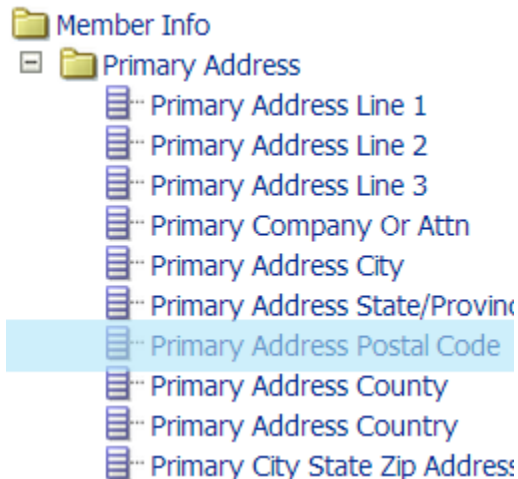 Member Info
Primary Address
Primary Address Line 1
Primary Address Line 2
Primary Address Line 3
Primary Company Or Attn
Primary Address City
Primary Address State/Provinc
Primary Address Postal Code
Primary Address County
Primary Address Country
Primary City State Zip Address